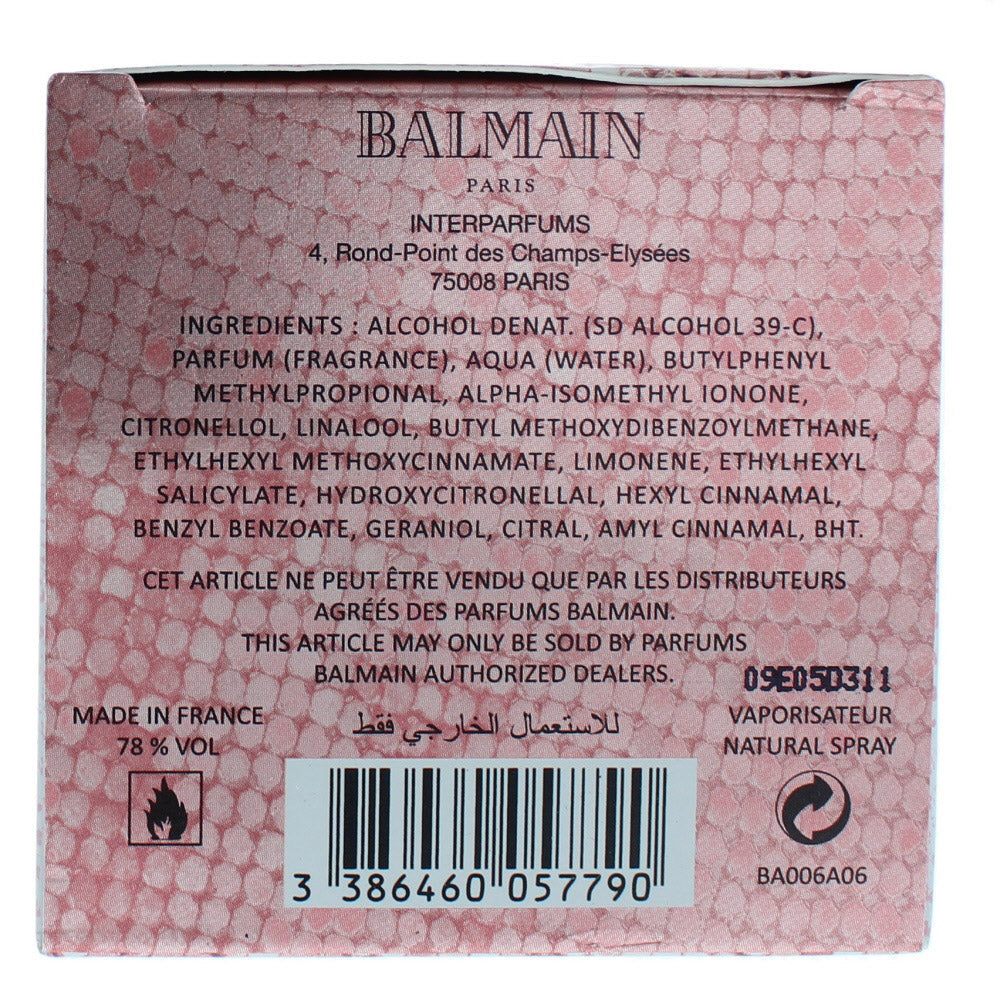 BALMAIN
PARIS
INTERPARFUMS
4, Rond-Point des Champs-Elysées
75008 PARIS
INGREDIENTS : ALCOHOL DENAT. (SD ALCOHOL 39-C),
PARFUM (FRAGRANCE), AQUA (WATER), BUTYLPHENYL
METHYLPROPIONAL, ALPHA-ISOMETHYL IONONE,
CITRONELLOL, LINALOOL, BUTYL METHOXYDIBENZOYLMETHANE,
ETHYLHEXYL METHOXYCINNAMATE, LIMONENE, ETHYLHEXYL
SALICYLATE, HYDROXYCITRONELLAL, HEXYL CINNAMAL,
BENZYL BENZOATE, GERANIOL, CITRAL, AMYL CINNAMAL, BHT.
CET ARTICLE NE PEUT ÊTRE VENDU QUE PAR LES DISTRIBUTEURS
AGRÉÉS DES PARFUMS BALMAIN.
THIS ARTICLE MAY ONLY BE SOLD BY PARFUMS
BALMAIN AUTHORIZED DEALERS.
09E05D311
MADE IN FRANCE
78 % VOL
للاستعمال الخارجي فقط
VAPORISATEUR
NATURAL SPRAY
3 386460 057790
BA006A06